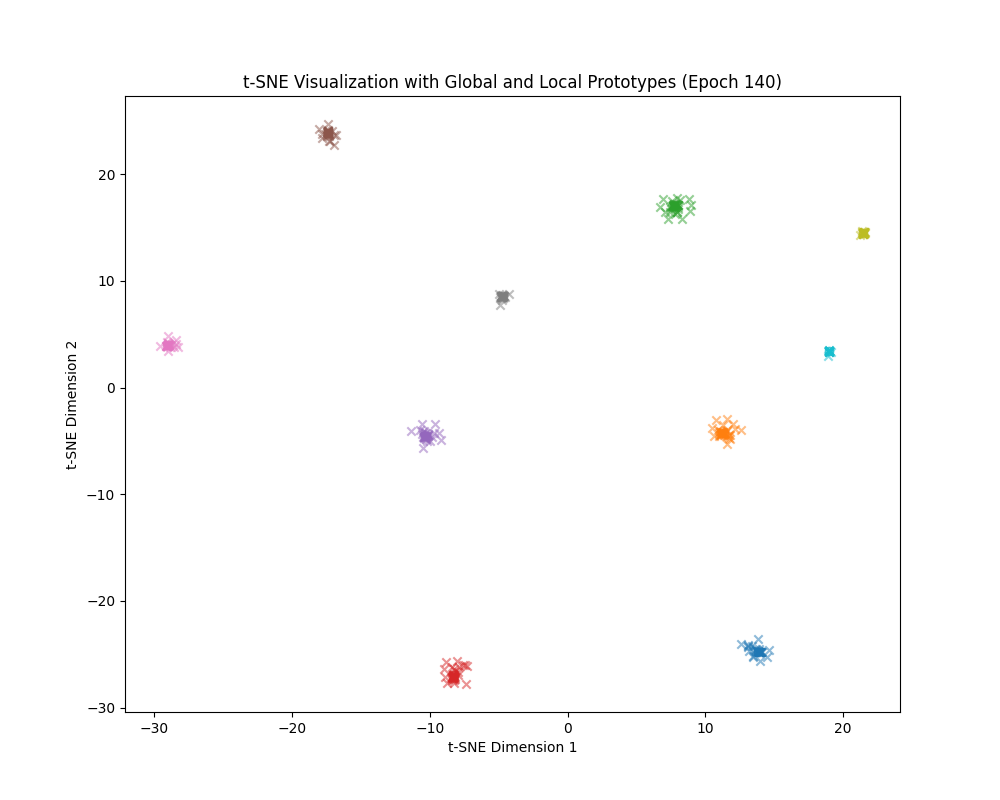 t-SNE Visualization with Global and Local Prototypes (Epoch 140)
t-SNE Dimension 2
20
10
0
−10
−20
−30
−30 −20 −10 0 10 20
t-SNE Dimension 1